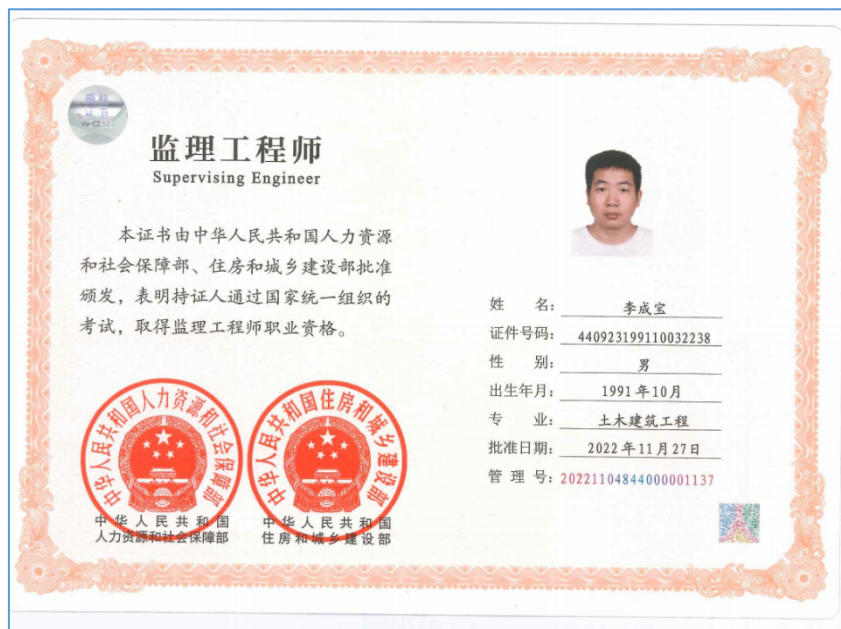 监理工程师
Supervising Engineer
本证书由中华人民共和国人力资源
和社会保障部、住房和城乡建设部批准
颁发，表明持证人通过国家统一组织的
考试，取得监理工程师职业资格。
中华人民共和国人力资源和社会保障部
中华人民共和国住房和城乡建设部
中华人民共和国
人力资源和社会保障部
中华人民共和国
住房和城乡建设部
姓 名： 李成宝
证件号码： 440923199110032238
性 别： 男
出生年月： 1991年10月
专 业： 土木建筑工程
批准日期： 2022年11月27日
管 理 号： 20221104844000001137